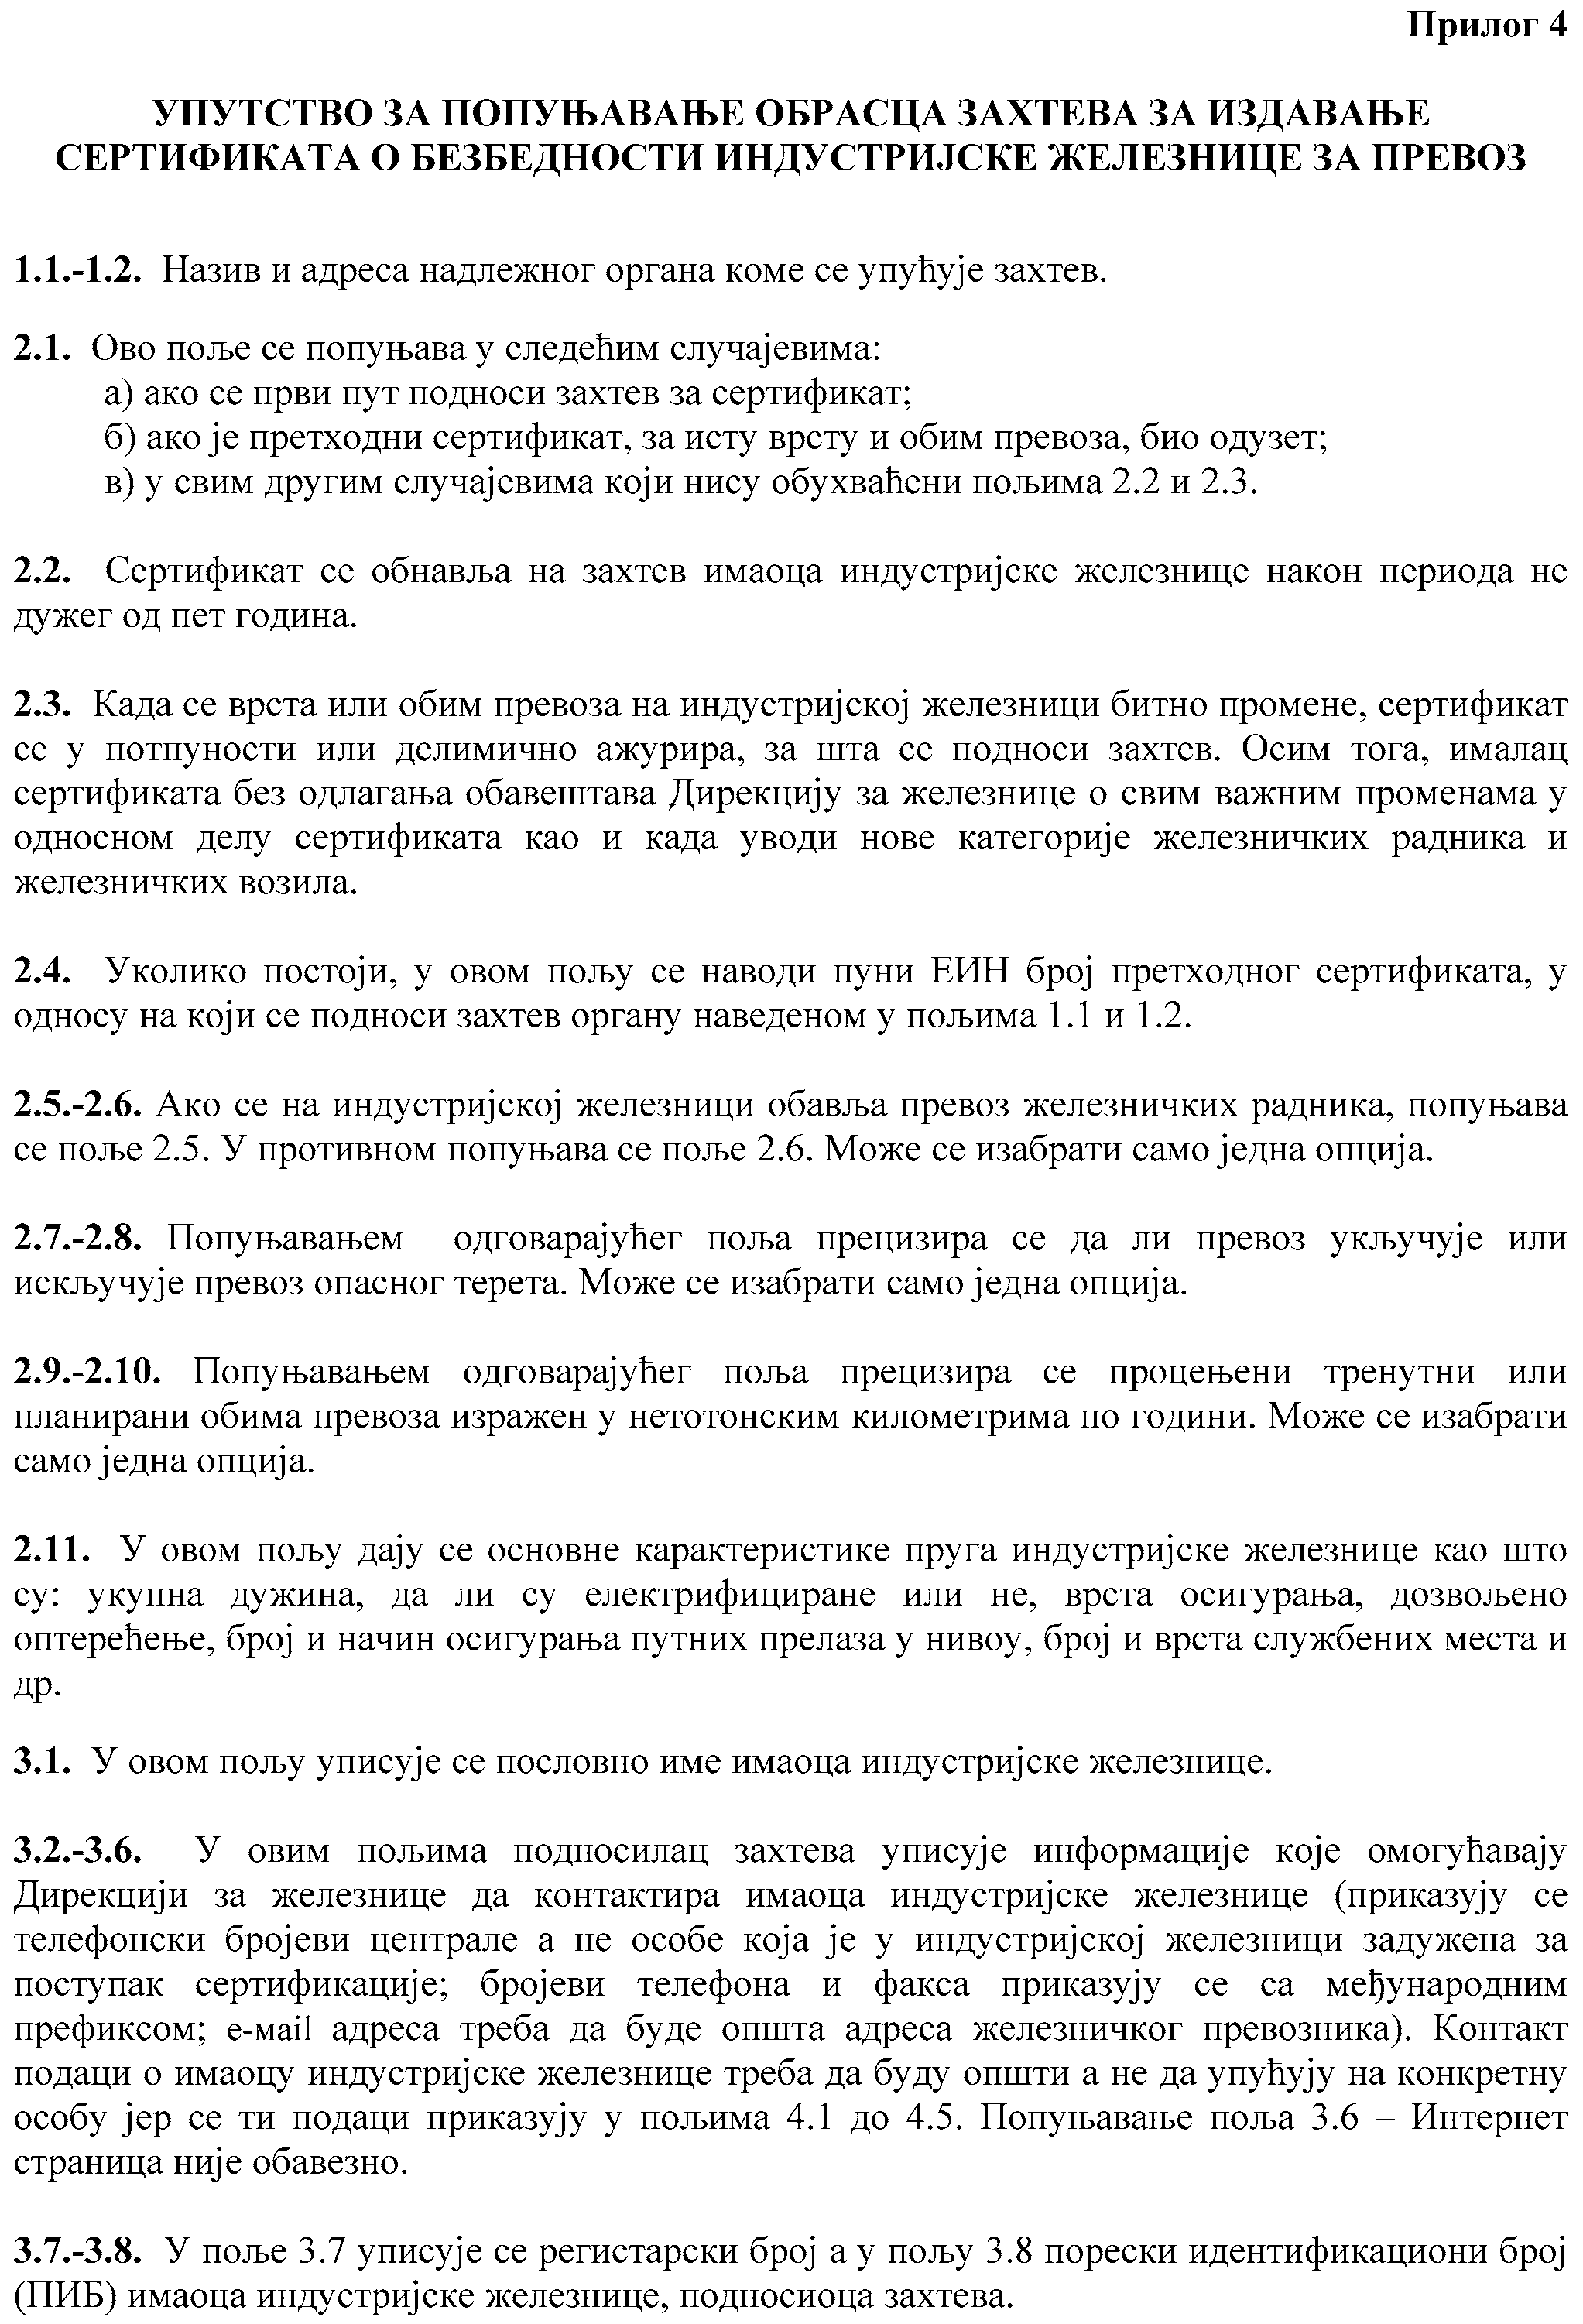 Прилог 4
УПУТСТВО ЗА ПОПУЊАВАЊЕ ОБРАСЦА ЗАХТЕВА ЗА ИЗДАВАЊЕ
СЕРТИФИКАТА О БЕЗБЕДНОСТИ ИНДУСТРИЈСКЕ ЖЕЛЕЗНИЦЕ ЗА ПРЕВОЗ
1.1.-1.2. Назив и адреса надлежног органа коме се упућује захтев.
2.1. Ово поље се попуњава у следећим случајевима:
а) ако се први пут подноси захтев за сертификат;
б) ако је претходни сертификат, за исту врсту и обим превоза, био одузет;
в) у свим другим случајевима који нису обухваћени пољима 2.2 и 2.3.
2.2. Сертификат се обнавља на захтев имаоца индустријске железнице након периода не
дужег од пет година.
2.3. Када се врста или обим превоза на индустријској железници битно промене, сертификат
се у потпуности или делимично ажурира, за шта се подноси захтев. Осим тога, ималац
сертификата без одлагања обавештава Дирекцију за железнице о свим важним променама у
односном делу сертификата као и када уводи нове категорије железничких радника и
железничких возила.
2.4. Уколико постоји, у овом пољу се наводи пуни ЕИН број претходног сертификата, у
односу на који се подноси захтев органу наведеном у пољима 1.1 и 1.2.
2.5.-2.6. Ако се на индустријској железници обавља превоз железничких радника, попуњава
се поље 2.5. У противном попуњава се поље 2.6. Може се изабрати само једна опција.
2.7.-2.8. Попуњавањем одговарајућег поља прецизира се да ли превоз укључује или
искључује превоз опасног терета. Може се изабрати само једна опција.
2.9.-2.10. Попуњавањем одговарајућег поља прецизира се процењени тренутни или
планирани обима превоза изражен у нетотонским километрима по години. Може се изабрати
само једна опција.
2.11. У овом пољу дају се основне карактеристике пруга индустријске железнице као што
су: укупна дужина, да ли су електрифициране или не, врста осигурања, дозвољено
оптерећење, број и начин осигурања путних прелаза у нивоу, број и врста службених места и
др.
3.1. У овом пољу уписује се пословно име имаоца индустријске железнице.
3.2.-3.6. У овим пољима подносилац захтева уписује информације које омогућавају
Дирекцији за железнице да контактира имаоца индустријске железнице (приказују се
телефонски бројеви централе а не особе која је у индустријској железници задужена за
поступак сертификације; бројеви телефона и факса приказују се са међународним
префиксом; е-маil адреса треба да буде општа адреса железничког превозника). Контакт
подаци о имаоцу индустријске железнице треба да буду општи а не да упућују на конкретну
особу јер се ти подаци приказују у пољима 4.1 до 4.5. Попуњавање поља 3.6 – Интернет
страница није обавезно.
3.7.-3.8. У поље 3.7 уписује се регистарски број а у пољу 3.8 порески идентификациони број
(ПИБ) имаоца индустријске железнице, подносиоца захтева.